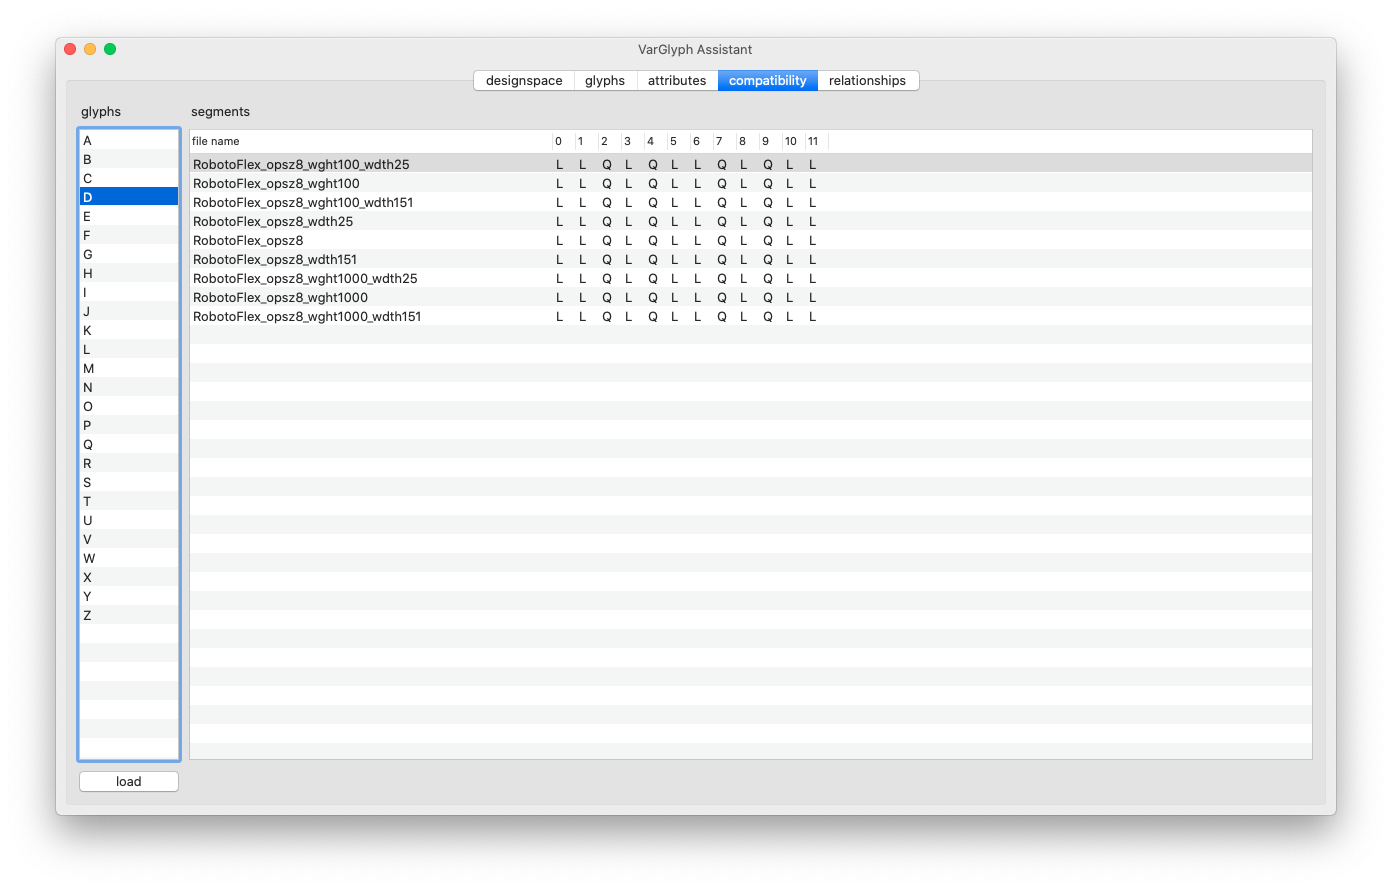 VarGlyph Assistant
designspace glyphs attributes compatibility relationships
glyphs segments
file name 0 1 2 3 4 5 6 7 8 9 10 11
A
B
C
D
E
F
G
H
I
J
K
L
M
N
O
P
Q
R
S
T
U
V
W
X
Y
Z
RobotoFlex_opsz8_wght100_wdth25 L L Q L Q L L Q L Q L L
RobotoFlex_opsz8_wght100 L L Q L Q L L Q L Q L L
RobotoFlex_opsz8_wght100_wdth151 L L Q L Q L L Q L Q L L
RobotoFlex_opsz8_wdth25 L L Q L Q L L Q L Q L L
RobotoFlex_opsz8 L L Q L Q L L Q L Q L L
RobotoFlex_opsz8_wdth151 L L Q L Q L L Q L Q L L
RobotoFlex_opsz8_wght1000_wdth25 L L Q L Q L L Q L Q L L
RobotoFlex_opsz8_wght1000 L L Q L Q L L Q L Q L L
RobotoFlex_opsz8_wght1000_wdth151 L L Q L Q L L Q L Q L L
load